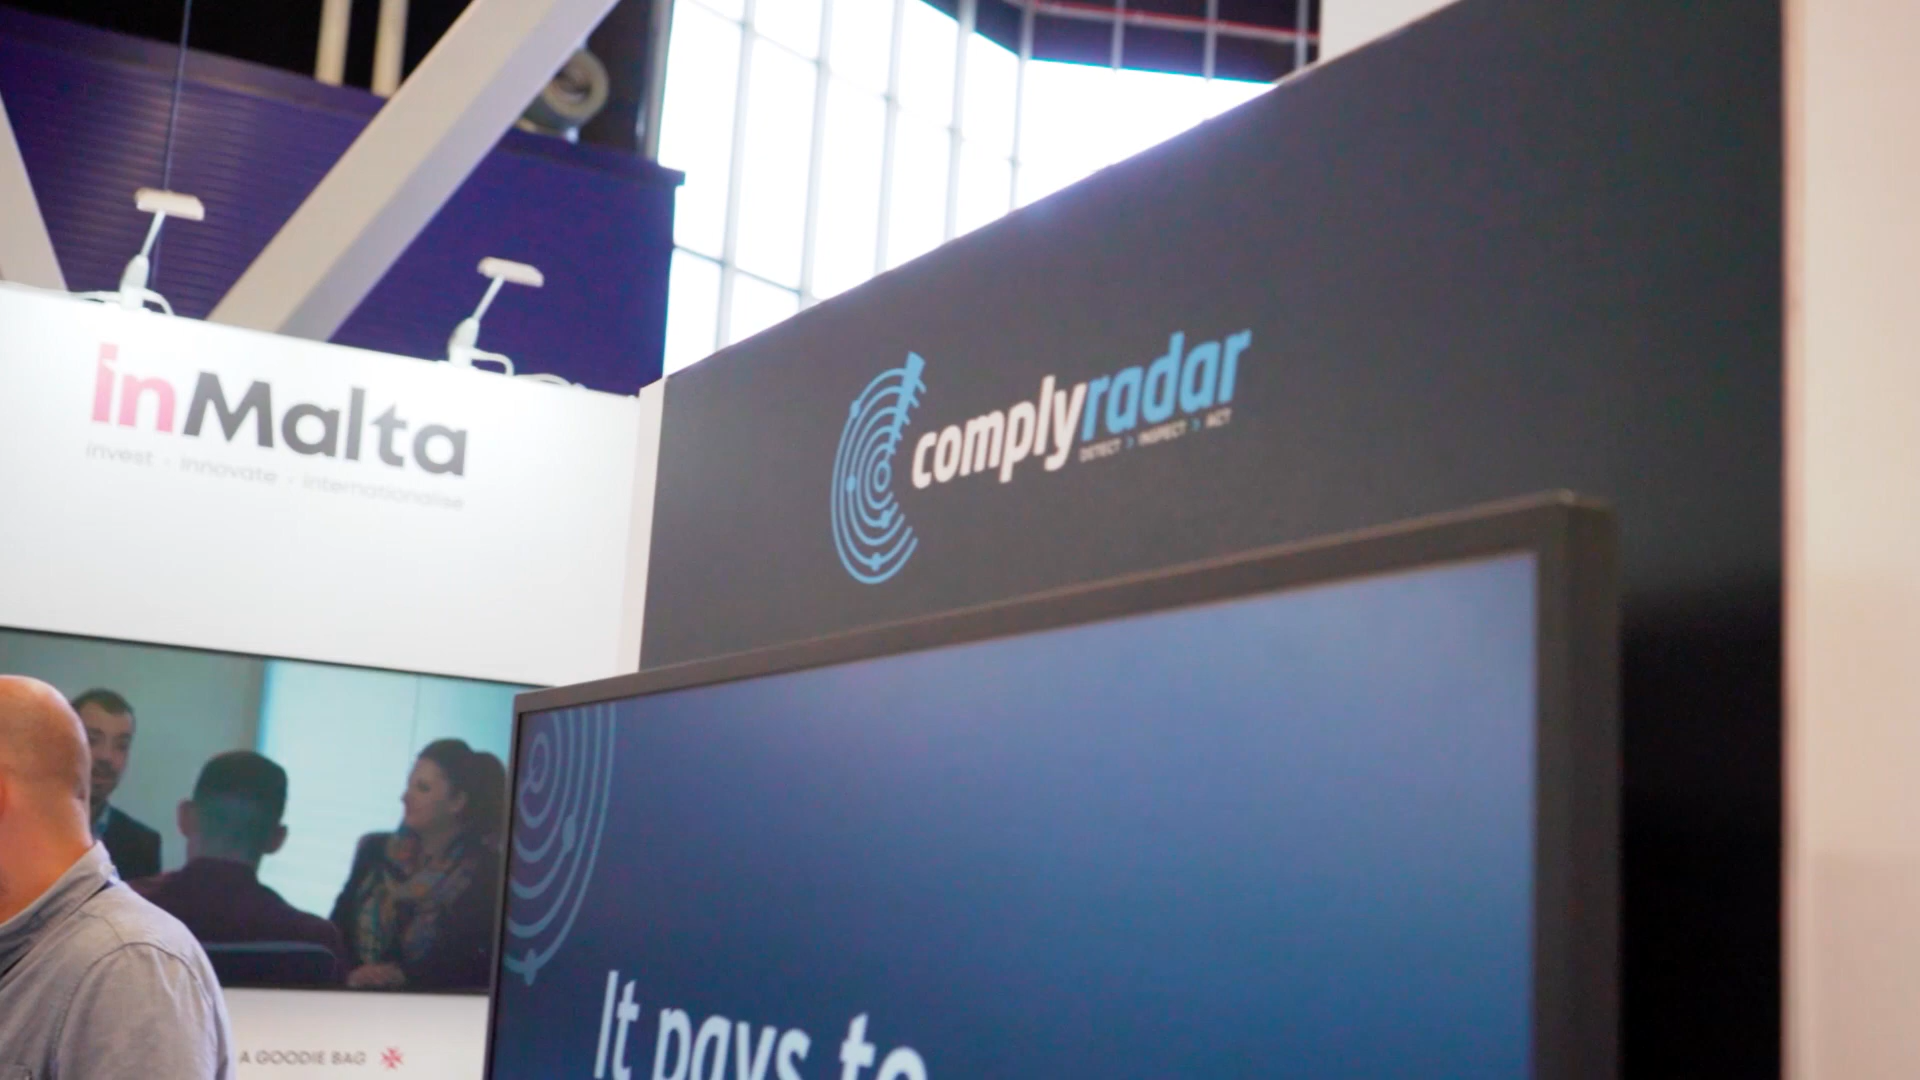 inMalta
invest · innovate · internationalise
complyradar
DETECT > INSPECT > ACT
It pays to
A GOODIE BAG